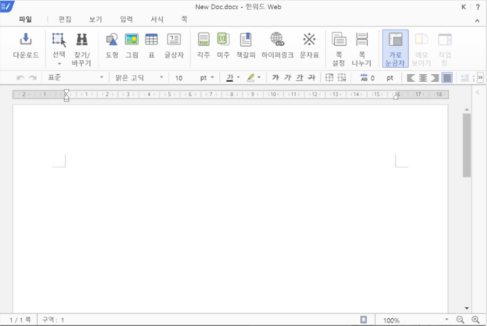 New Doc.docx - 한워드 Web K ?
파일 편집 보기 입력 서식 쪽
다운로드 선택 찾기/바꾸기 도형 그림 표 글상자 각주 미주 책갈피 하이퍼링크 문자표 쪽 설정 쪽 나누기 가로 눈금자 메모 보이기 작업 창
표준 맑은 고딕 10 pt 가 가 가 가 가 0 pt
2 1 1 2 3 4 5 6 7 8 9 10 11 12 13 14 15 16 17 18
1 / 1 쪽 구역 : 1 100%